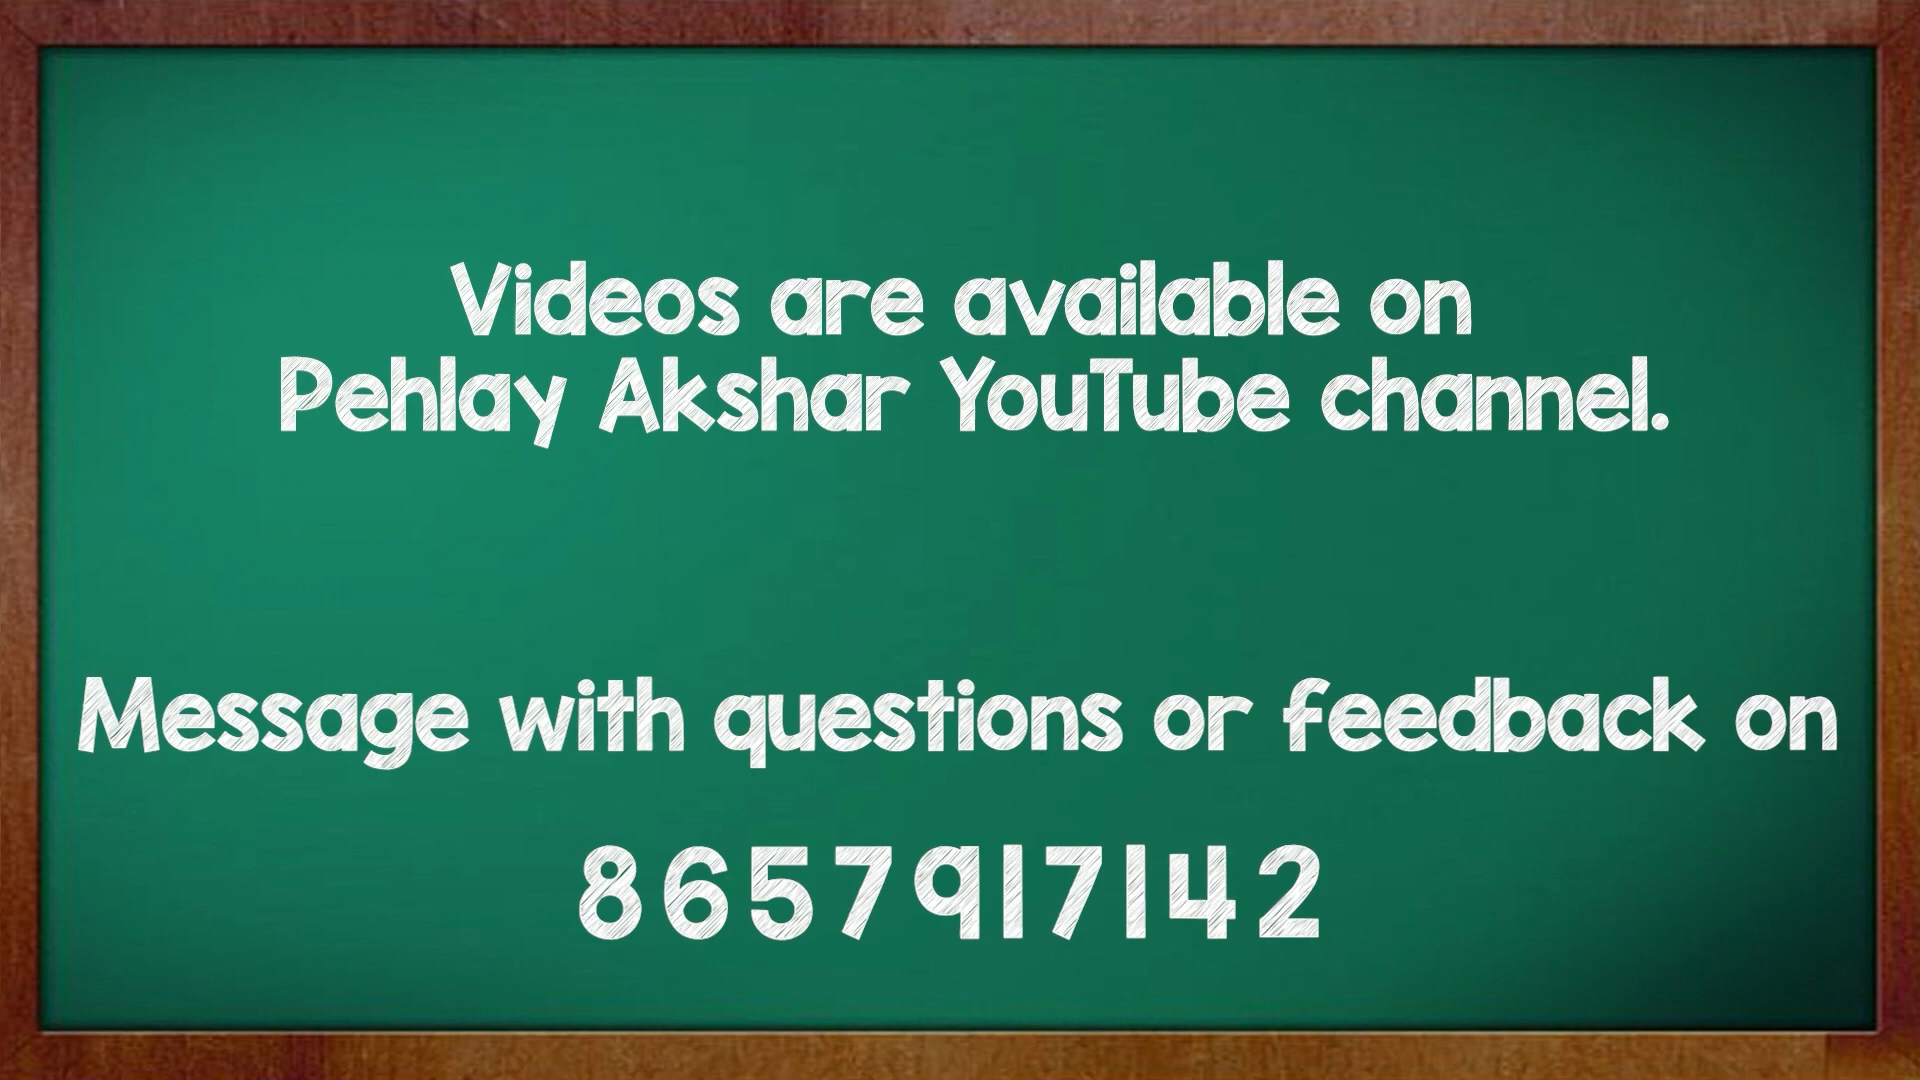 Videos are available on
Pehlay Akshar YouTube channel.
Message with questions or feedback on
8657917142